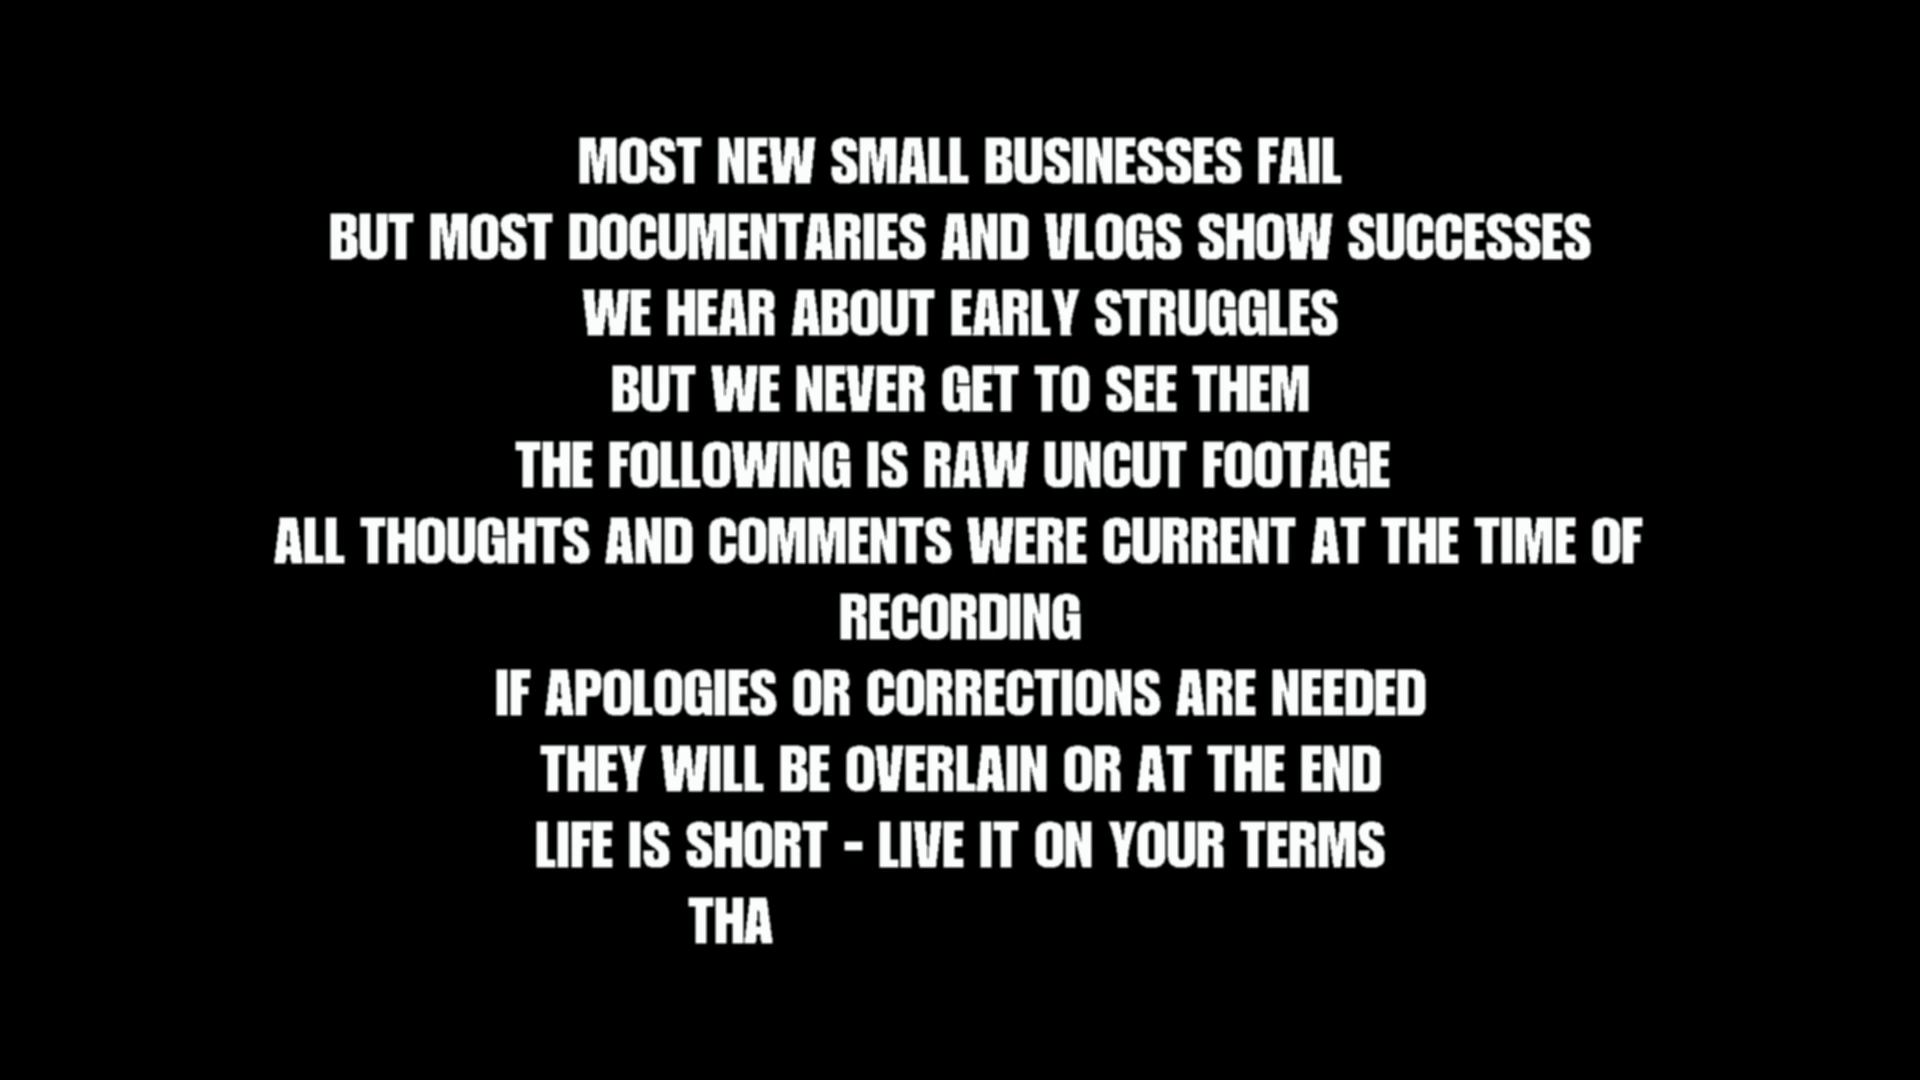 MOST NEW SMALL BUSINESSES FAIL
BUT MOST DOCUMENTARIES AND VLOGS SHOW SUCCESSES
WE HEAR ABOUT EARLY STRUGGLES
BUT WE NEVER GET TO SEE THEM
THE FOLLOWING IS RAW UNCUT FOOTAGE
ALL THOUGHTS AND COMMENTS WERE CURRENT AT THE TIME OF
RECORDING
IF APOLOGIES OR CORRECTIONS ARE NEEDED
THEY WILL BE OVERLAIN OR AT THE END
LIFE IS SHORT - LIVE IT ON YOUR TERMS
THA